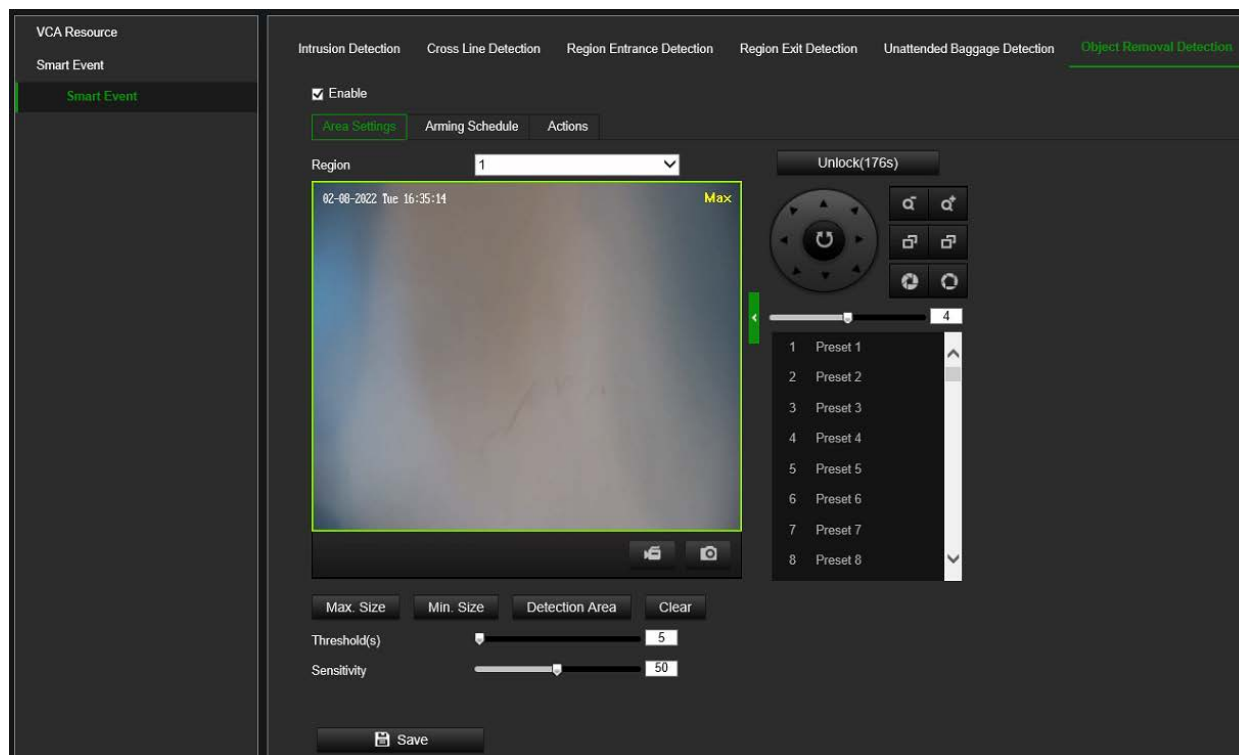 VCA Resource
Smart Event
Smart Event
Intrusion Detection Cross Line Detection Region Entrance Detection Region Exit Detection Unattended Baggage Detection Object Removal Detection
Enable
Area Settings Arming Schedule Actions
Region 1 Unlock(176s)
02-08-2022 Tue 16:35:14 Max
4
1 Preset 1
2 Preset 2
3 Preset 3
4 Preset 4
5 Preset 5
6 Preset 6
7 Preset 7
8 Preset 8
Max. Size Min. Size Detection Area Clear
Threshold(s) 5
Sensitivity 50
Save